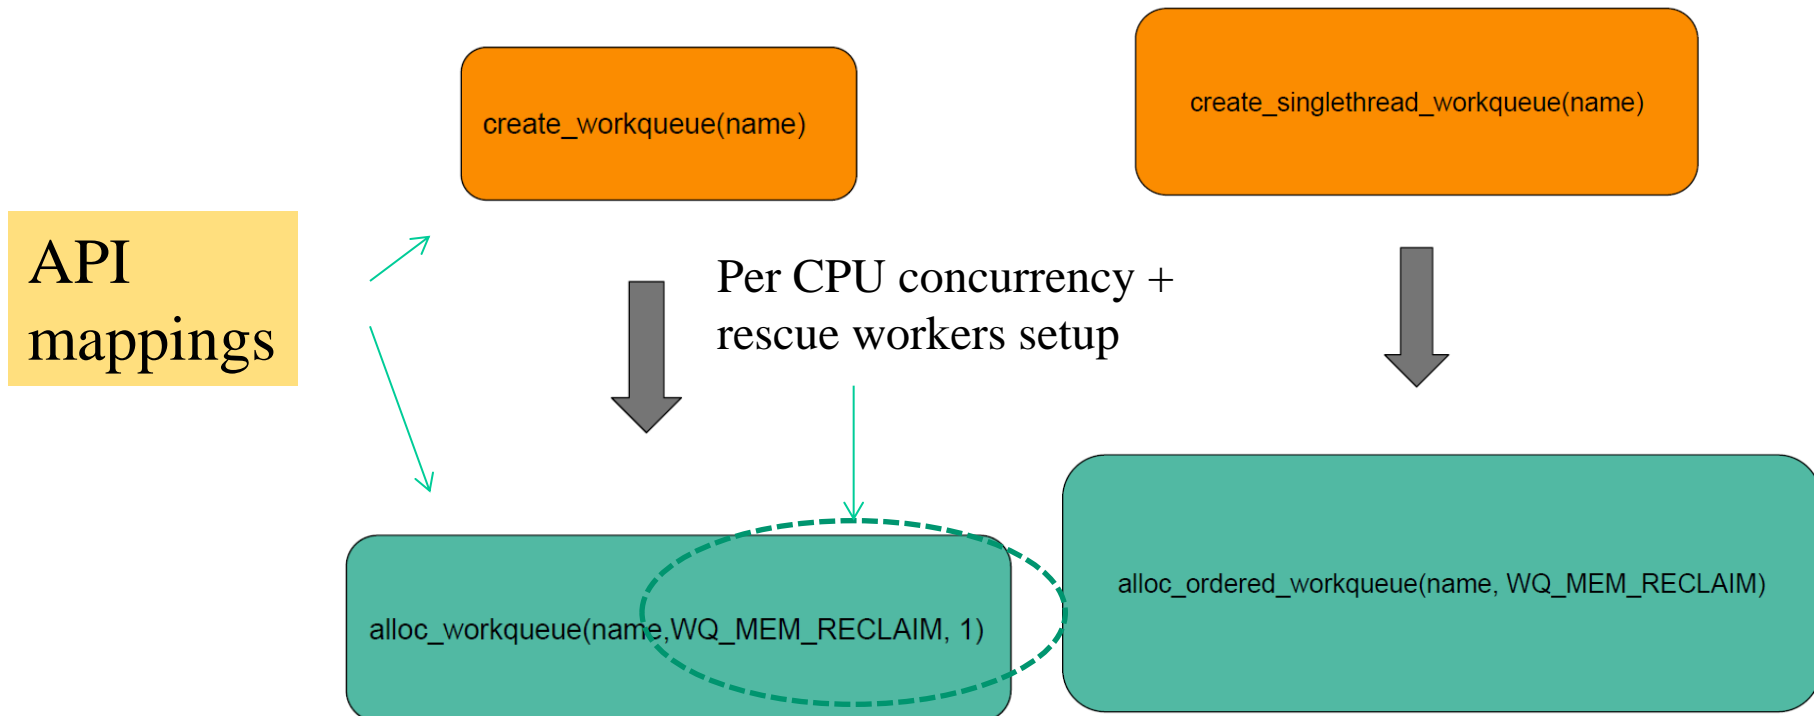 create_singlethread_workqueue(name)
create_workqueue(name)
API
mappings
Per CPU concurrency +
rescue workers setup
alloc_ordered_workqueue(name, WQ_MEM_RECLAIM)
alloc_workqueue(name,WQ_MEM_RECLAIM, 1)